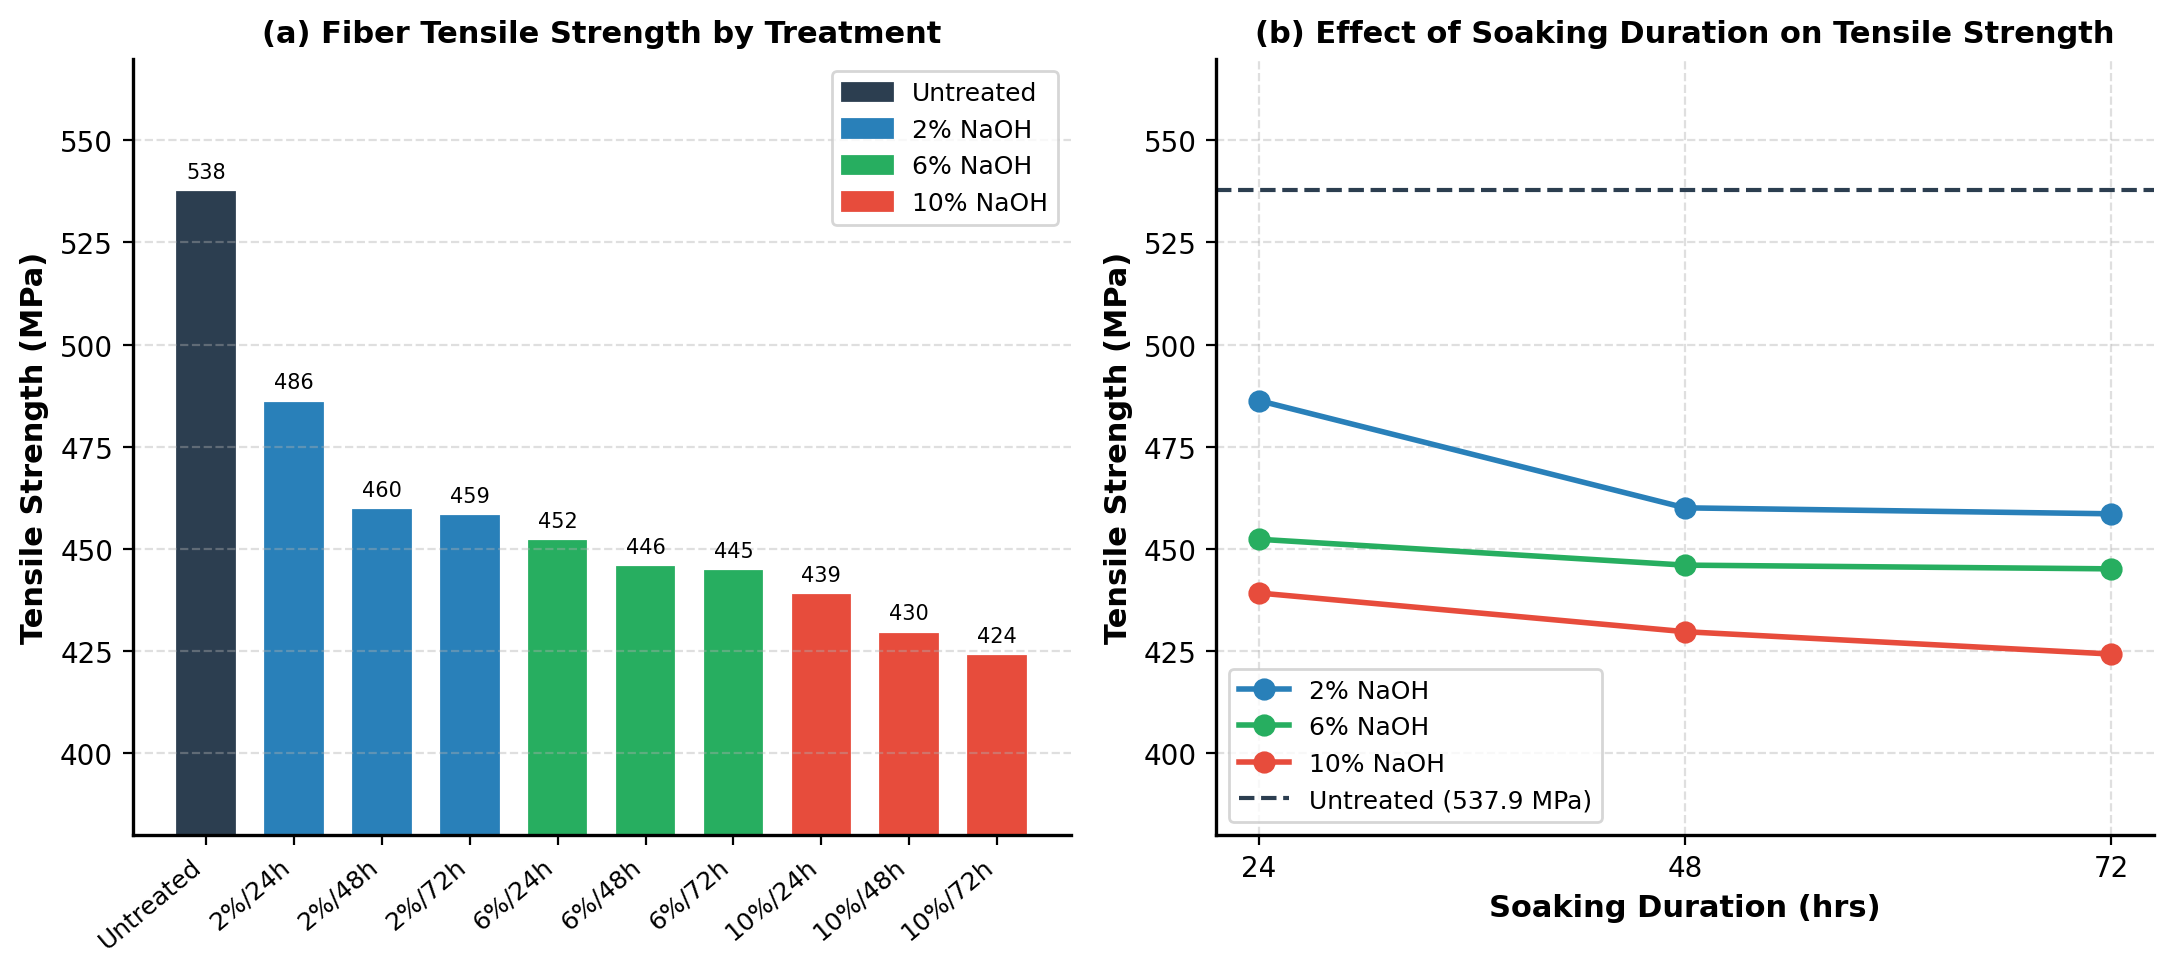 (a) Fiber Tensile Strength by Treatment
Tensile Strength (MPa)
550
525
500
475
450
425
400
538
486
460
459
452
446
445
439
430
424
Untreated
2% NaOH
6% NaOH
10% NaOH
Untreated
2%/24h
2%/48h
2%/72h
6%/24h
6%/48h
6%/72h
10%/24h
10%/48h
10%/72h
(b) Effect of Soaking Duration on Tensile Strength
Tensile Strength (MPa)
550
525
500
475
450
425
400
2% NaOH
6% NaOH
10% NaOH
Untreated (537.9 MPa)
24
48
72
Soaking Duration (hrs)